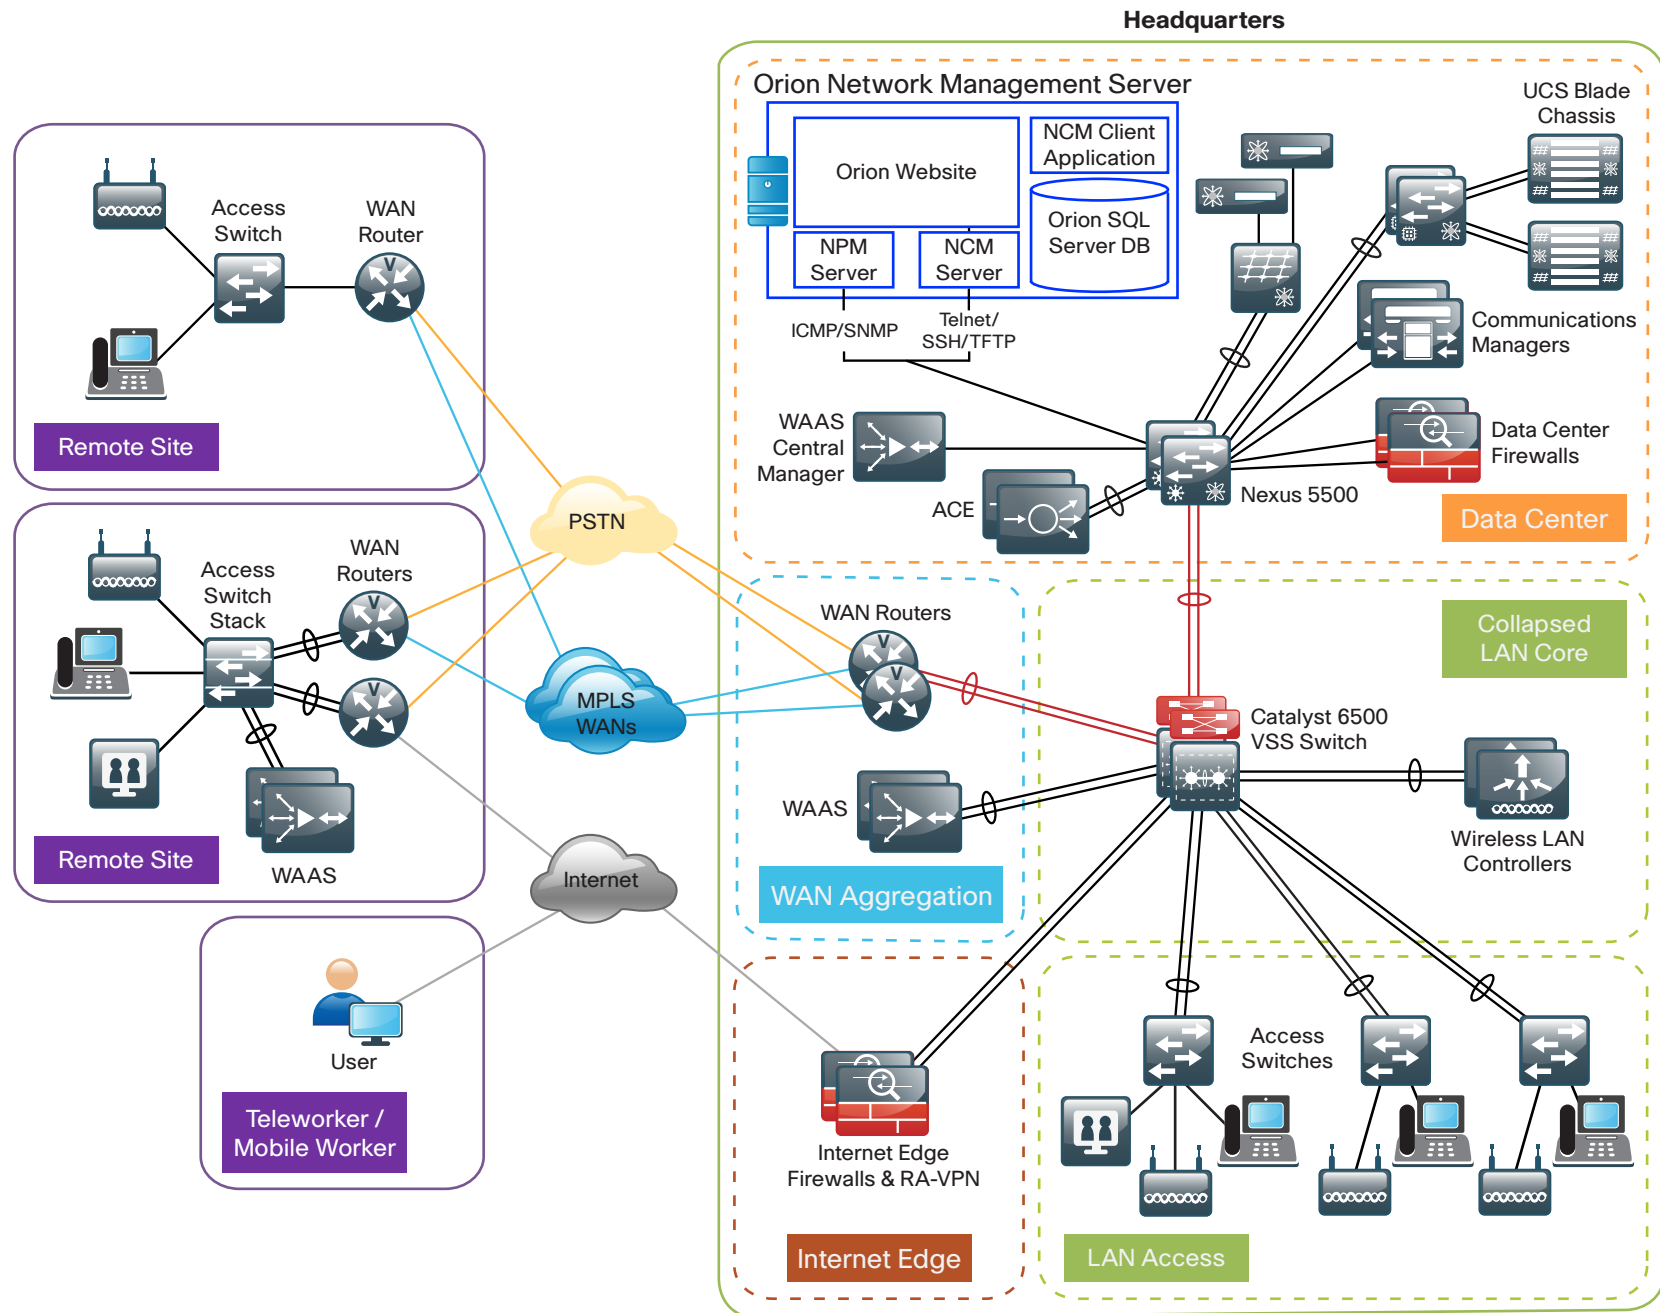 Headquarters
Orion Network Management Server
Orion Website
NCM Client
Application
NPM
Server
NCM
Server
Orion SQL
Server DB
ICMP/SNMP
Telnet/
SSH/TFTP
UCS Blade
Chassis
Communications
Managers
Data Center
Firewalls
WAAS
Central
Manager
ACE
Nexus 5500
Data Center
Access
Switch
WAN
Router
V
Remote Site
Access
Switch
Stack
WAN
Routers
V
V
WAAS
Remote Site
PSTN
MPLS
WANs
Internet
User
Teleworker /
Mobile Worker
WAN Routers
V
V
WAAS
WAN Aggregation
Collapsed
LAN Core
Catalyst 6500
VSS Switch
Wireless LAN
Controllers
Internet Edge
Firewalls & RA-VPN
Internet Edge
Access
Switches
LAN Access